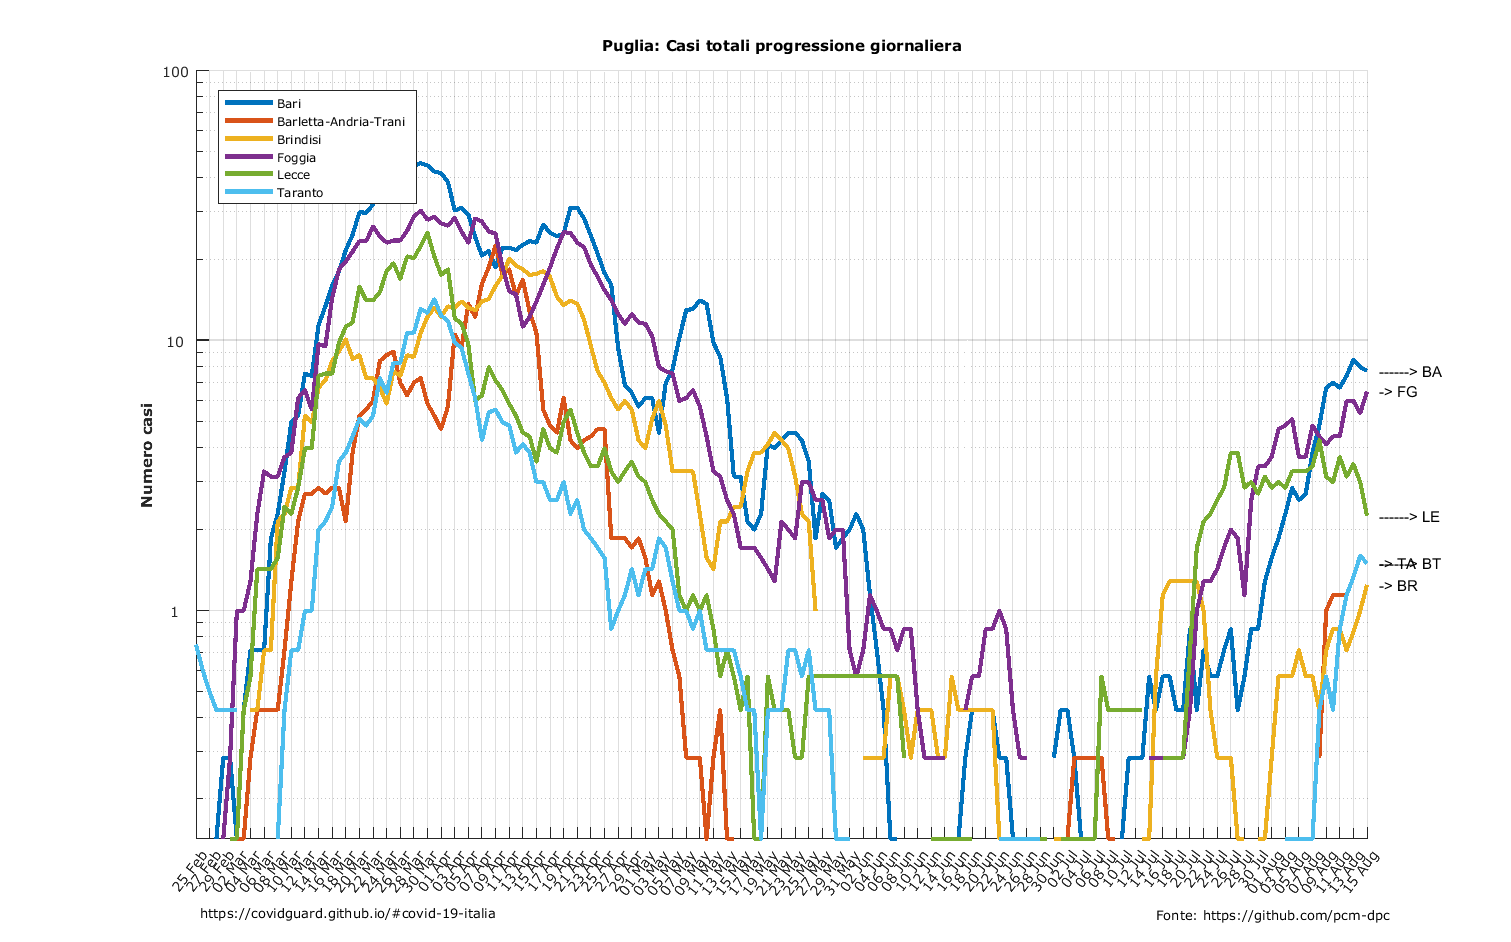 Puglia: Casi totali progressione giornaliera
Numero casi
100
10
1
Bari
Barletta-Andria-Trani
Brindisi
Foggia
Lecce
Taranto
------> BA
-> FG
------> LE
-> TA
------> BT
-> BR
25 Feb
27 Feb
29 Feb
02 Mar
04 Mar
06 Mar
08 Mar
10 Mar
12 Mar
14 Mar
16 Mar
18 Mar
20 Mar
22 Mar
24 Mar
26 Mar
28 Mar
30 Mar
01 Apr
03 Apr
05 Apr
07 Apr
09 Apr
11 Apr
13 Apr
15 Apr
17 Apr
19 Apr
21 Apr
23 Apr
25 Apr
27 Apr
29 Apr
01 May
03 May
05 May
07 May
09 May
11 May
13 May
15 May
17 May
19 May
21 May
23 May
25 May
27 May
29 May
31 May
02 Jun
04 Jun
06 Jun
08 Jun
10 Jun
12 Jun
14 Jun
16 Jun
18 Jun
20 Jun
22 Jun
24 Jun
26 Jun
28 Jun
30 Jun
02 Jul
04 Jul
06 Jul
08 Jul
10 Jul
12 Jul
14 Jul
16 Jul
18 Jul
20 Jul
22 Jul
24 Jul
26 Jul
28 Jul
30 Jul
01 Aug
03 Aug
05 Aug
07 Aug
09 Aug
11 Aug
13 Aug
15 Aug
https://covidguard.github.io/#covid-19-italia
Fonte: https://github.com/pcm-dpc